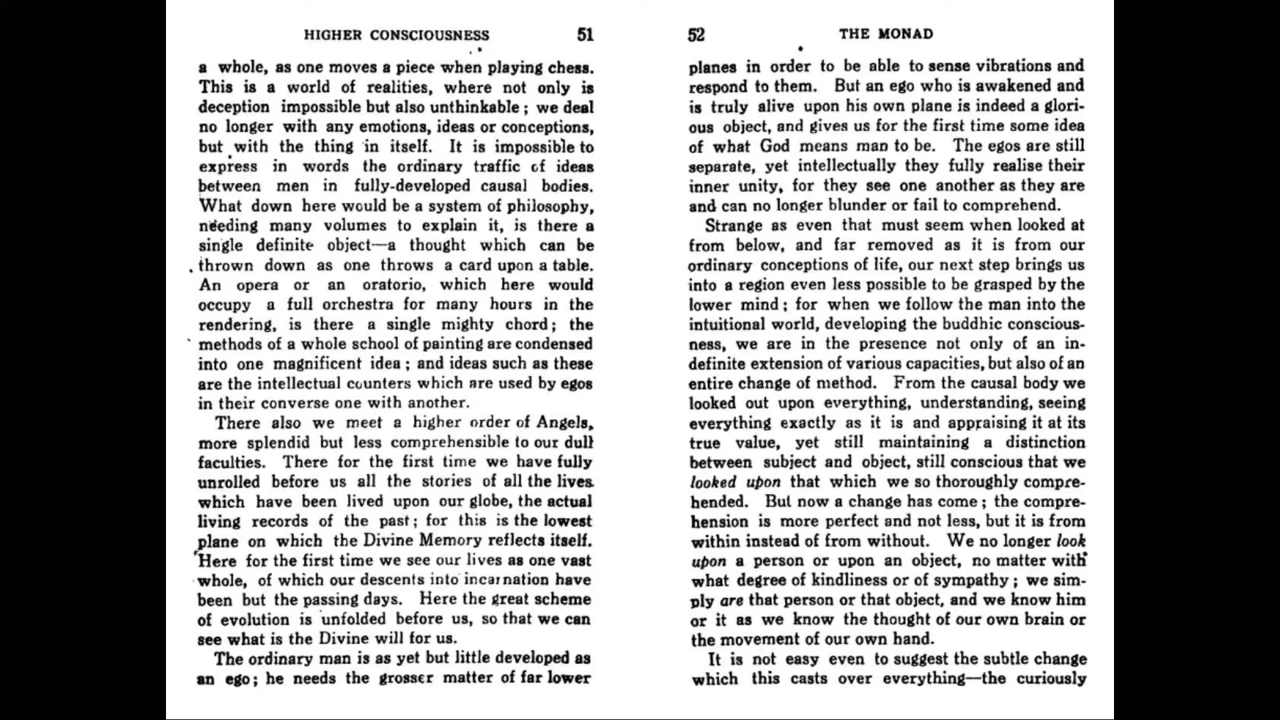 HIGHER CONSCIOUSNESS 51
a whole, as one moves a piece when playing chess.
This is a world of realities, where not only is
deception impossible but also unthinkable; we deal
no longer with any emotions, ideas or conceptions,
but with the thing in itself. It is impossible to
express in words the ordinary traffic of ideas
between men in fully-developed causal bodies.
What down here would be a system of philosophy,
needing many volumes to explain it, is there a
single definite object—a thought which can be
thrown down as one throws a card upon a table.
An opera or an oratorio, which here would
occupy a full orchestra for many hours in the
rendering, is there a single mighty chord; the
methods of a whole school of painting are condensed
into one magnificent idea; and ideas such as these
are the intellectual counters which are used by egos
in their converse one with another.
There also we meet a higher order of Angels,
more splendid but less comprehensible to our dull
faculties. There for the first time we have fully
unrolled before us all the stories of all the lives
which have been lived upon our globe, the actual
living records of the past; for this is the lowest
plane on which the Divine Memory reflects itself.
Here for the first time we see our lives as one vast
whole, of which our descents into incarnation have
been but the passing days. Here the great scheme
of evolution is unfolded before us, so that we can
see what is the Divine will for us.
The ordinary man is as yet but little developed as
an ego; he needs the grosser matter of far lower
52 THE MONAD
planes in order to be able to sense vibrations and
respond to them. But an ego who is awakened and
is truly alive upon his own plane is indeed a glori-
ous object, and gives us for the first time some idea
of what God means man to be. The egos are still
separate, yet intellectually they fully realise their
inner unity, for they see one another as they are
and can no longer blunder or fail to comprehend.
Strange as even that must seem when looked at
from below, and far removed as it is from our
ordinary conceptions of life, our next step brings us
into a region even less possible to be grasped by the
lower mind; for when we follow the man into the
intuitional world, developing the buddhic conscious-
ness, we are in the presence not only of an in-
definite extension of various capacities, but also of an
entire change of method. From the causal body we
looked out upon everything, understanding, seeing
everything exactly as it is and appraising it at its
true value, yet still maintaining a distinction
between subject and object, still conscious that we
looked upon that which we so thoroughly compre-
hended. But now a change has come; the compre-
hension is more perfect and not less, but it is from
within instead of from without. We no longer look
upon a person or upon an object, no matter with
what degree of kindliness or of sympathy; we sim-
ply are that person or that object, and we know him
or it as we know the thought of our own brain or
the movement of our own hand.
It is not easy even to suggest the subtle change
which this casts over everything—the curiously